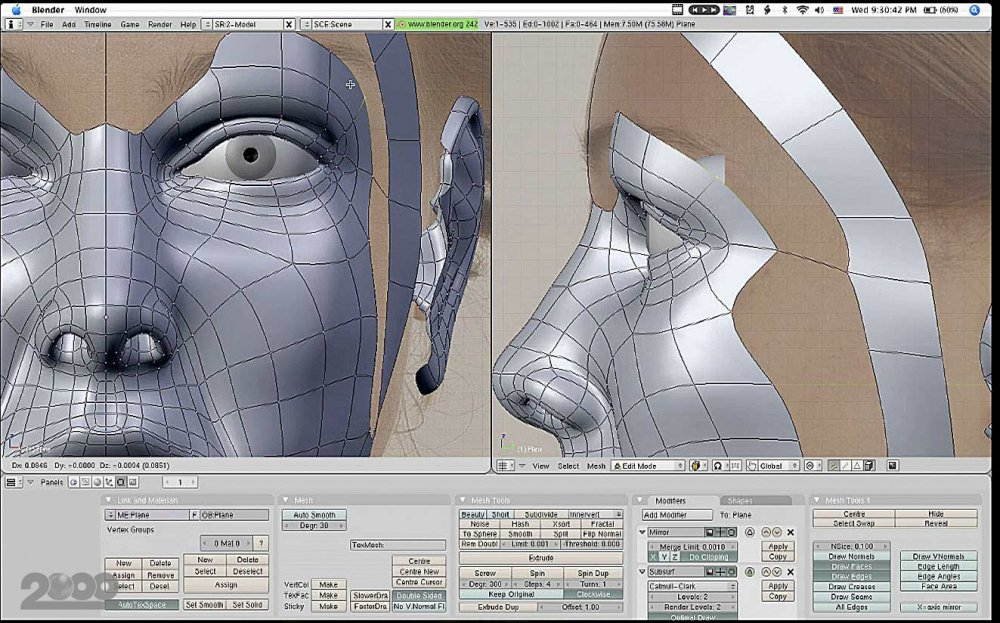 Blender Window Wed 9:30:42 PM (60%)
File Add Timeline Game Render Help SR:2-Model SCE:Scene www.blender.org 242 Ve:1-535 | Ed:0-1002 | Fa:0-464 | Mem:7.50M (75.58M) Plane
(1) Plane
Dx: 0.0846 Dy: -0.0000 Dz: -0.0094 (0.0851)
View Select Mesh Edit Mode Global
Panels 1
Link and Materials
ME:Plane F OB:Plane
Vertex Groups
0 Mat 0 ?
New Delete New Delete
Assign Remove Select Deselect
Select Desel. Assign
AutoTexSpace Set Smooth Set Solid
2009
Mesh
Auto Smooth
Degr: 30
TexMesh:
Centre
Centre New
Centre Cursor
VertCol Make
TexFac Make SlowerDra Double Sided
Sticky Make FasterDra No V.Normal Fl
Mesh Tools
Beauty Short Subdivide Innervert
Noise Hash Xsort Fractal
To Sphere Smooth Split Flip Normal
Rem Doubl Limit: 0.001 Threshold: 0.000
Extrude
Screw Spin Spin Dup
Degr: 360 Steps: 4 Turns: 1
Keep Original Clockwise
Extrude Dup Offset: 1.00
Modifiers Shapes
Add Modifier To: Plane
Mirror
Merge Limit: 0.0010 Apply
X Y Z Do Clipping Copy
Subsurf
Catmull-Clark Apply
Levels: 2 Copy
Render Levels: 2
Optimal Draw
Mesh Tools 1
Centre Hide
Select Swap Reveal
NSize: 0.100
Draw Normals Draw VNormals
Draw Faces Edge Length
Draw Edges Edge Angles
Draw Creases Face Area
Draw Seams
All Edges X-axis mirror